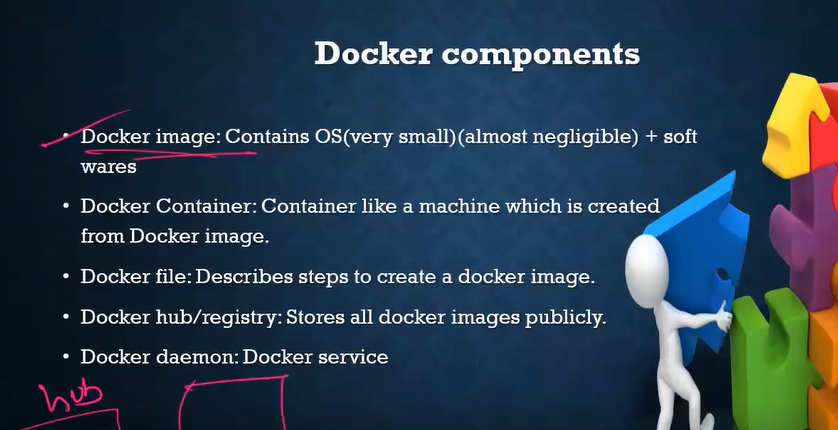 Docker components
• Docker image: Contains OS(very small)(almost negligible) + soft
wares
• Docker Container: Container like a machine which is created
from Docker image.
• Docker file: Describes steps to create a docker image.
• Docker hub/registry: Stores all docker images publicly.
• Docker daemon: Docker service
hub